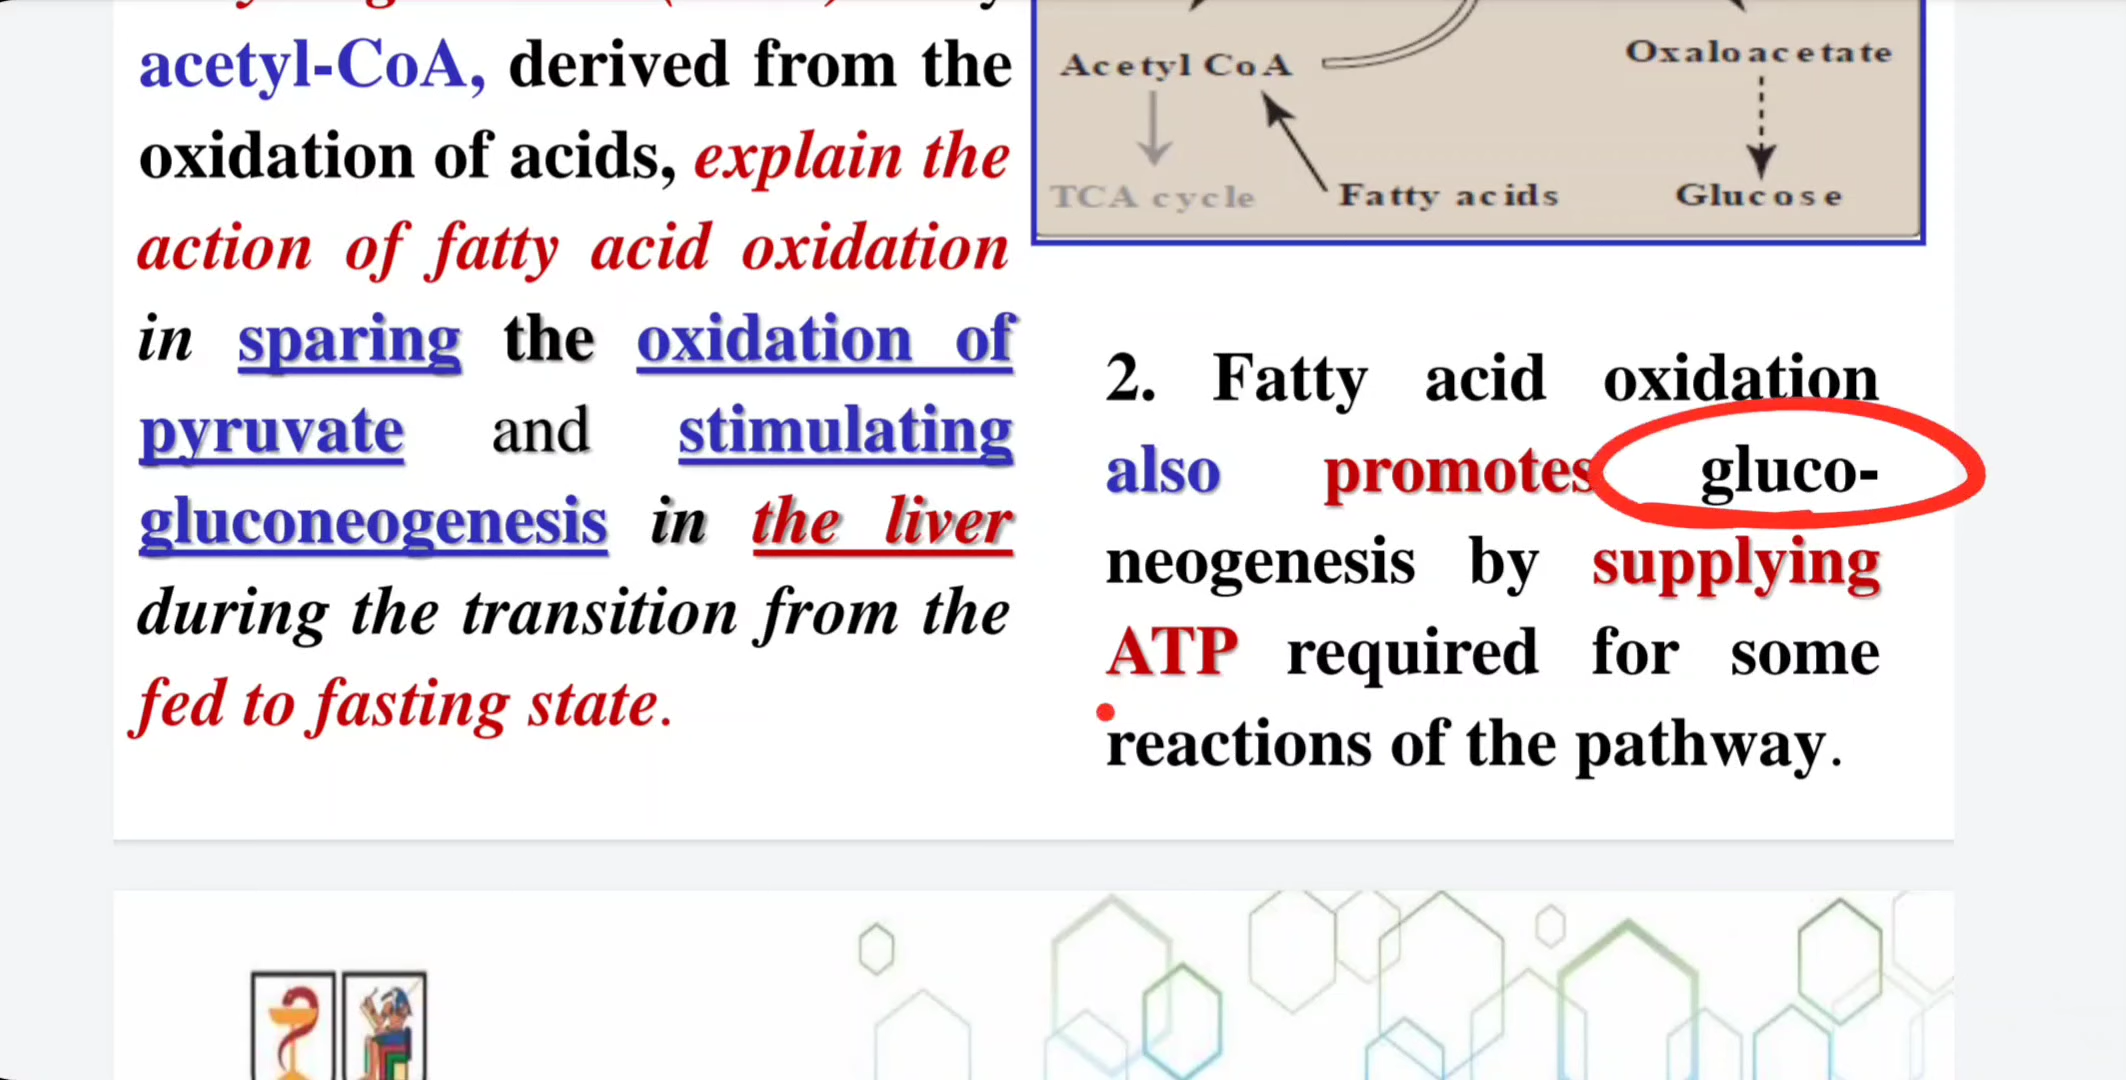 acetyl-CoA, derived from the
oxidation of acids, explain the
action of fatty acid oxidation
in sparing the oxidation of
pyruvate and stimulating
gluconeogenesis in the liver
during the transition from the
fed to fasting state.
Acetyl CoA
Oxaloacetate
TCA cycle
Fatty acids
Glucose
2. Fatty acid oxidation
also promotes gluco-
neogenesis by supplying
ATP required for some
reactions of the pathway.